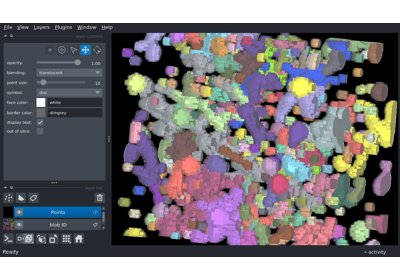 File View Layers Plugins Window Help
opacity: 1.00
blending: translucent
point size: 10
symbol: disc
face color: white
border color: dimgrey
display text:
out of slice:
Points
blob ID
Ready
activity